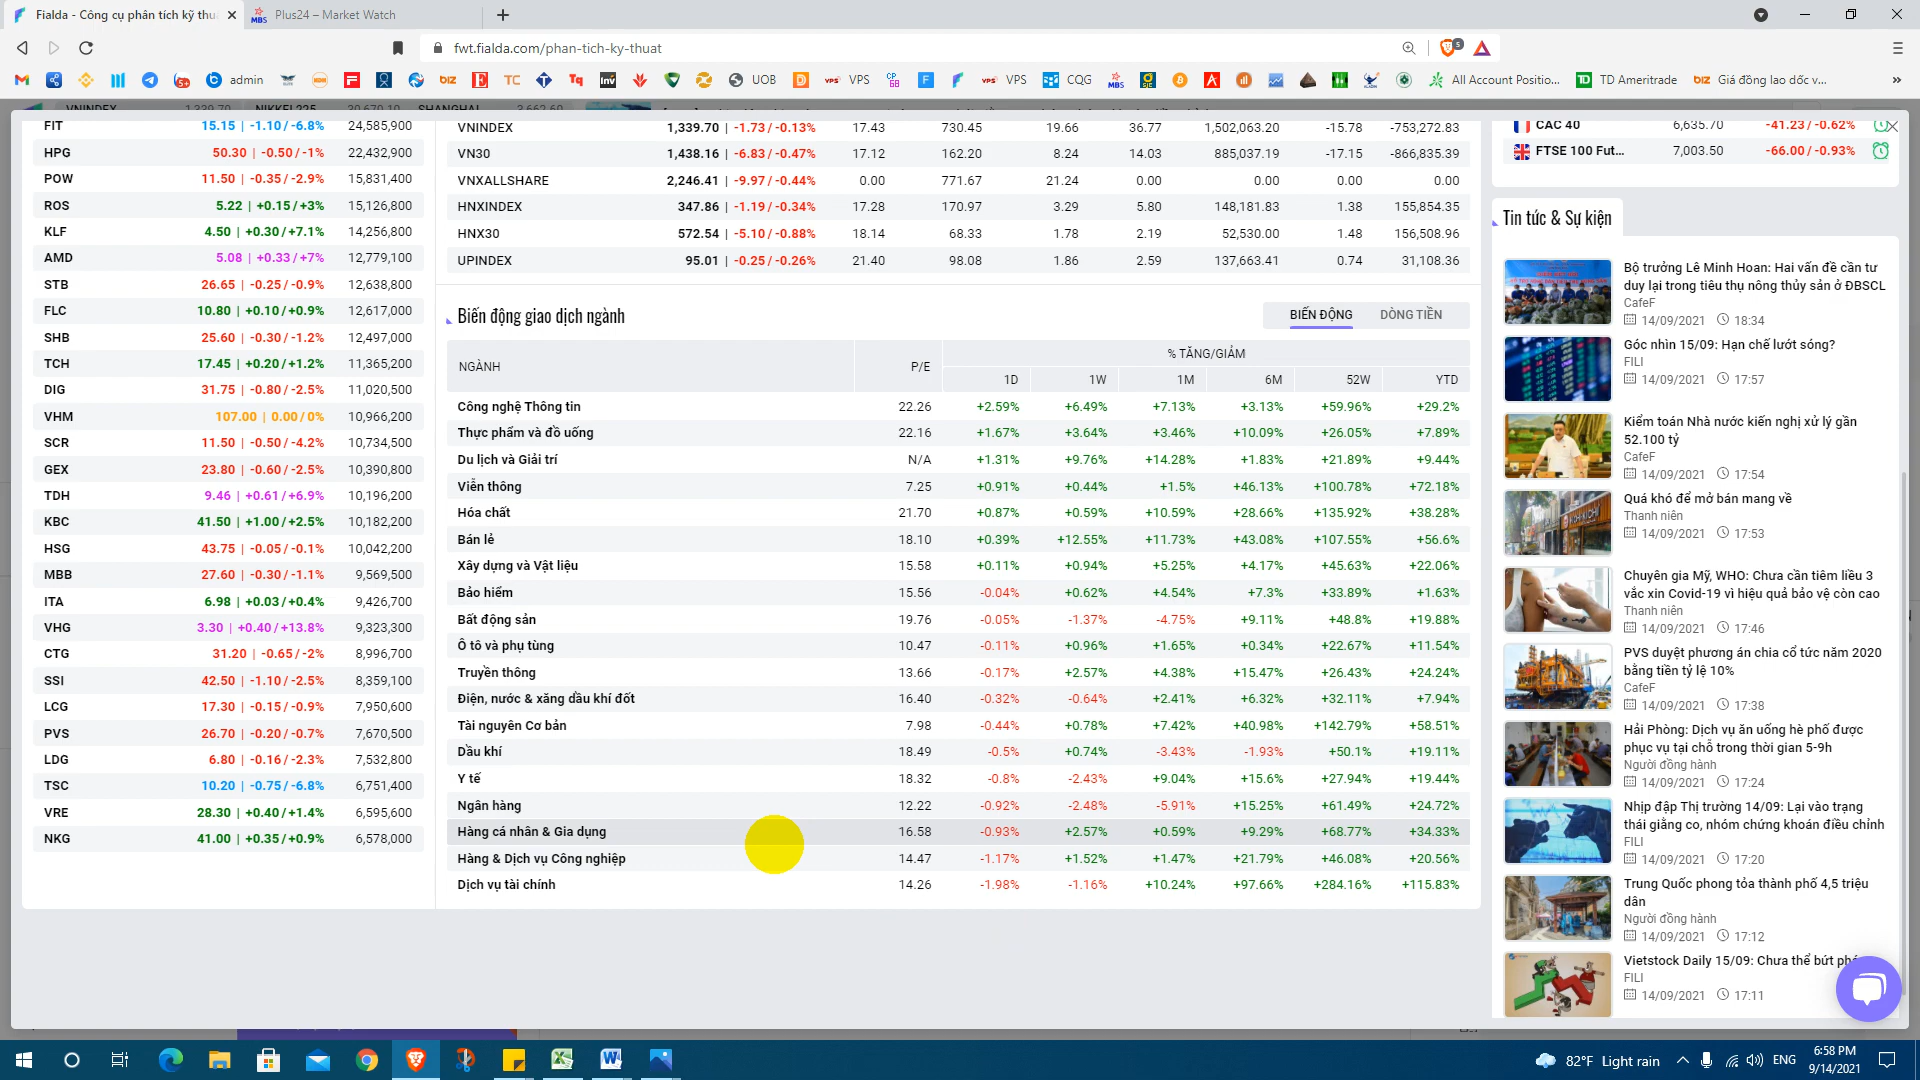 Fialda - Công cụ phân tích kỹ thu
Plus24 – Market Watch
fwt.fialda.com/phan-tich-ky-thuat
admin
biz
TC
Tq
Inv
UOB
VPS
VPS
CQG
MBS
All Account Positio...
TD Ameritrade
biz Giá đồng lao dốc v...
FIT 15.15 | -1.10 / -6.8% 24,585,900
HPG 50.30 | -0.50 / -1% 22,432,900
POW 11.50 | -0.35 / -2.9% 15,831,400
ROS 5.22 | +0.15 / +3% 15,126,800
KLF 4.50 | +0.30 / +7.1% 14,256,800
AMD 5.08 | +0.33 / +7% 12,779,100
STB 26.65 | -0.25 / -0.9% 12,638,800
FLC 10.80 | +0.10 / +0.9% 12,617,000
SHB 25.60 | -0.30 / -1.2% 12,497,000
TCH 17.45 | +0.20 / +1.2% 11,365,200
DIG 31.75 | -0.80 / -2.5% 11,020,500
VHM 107.00 | 0.00 / 0% 10,966,200
SCR 11.50 | -0.50 / -4.2% 10,734,500
GEX 23.80 | -0.60 / -2.5% 10,390,800
TDH 9.46 | +0.61 / +6.9% 10,196,200
KBC 41.50 | +1.00 / +2.5% 10,182,200
HSG 43.75 | -0.05 / -0.1% 10,042,200
MBB 27.60 | -0.30 / -1.1% 9,569,500
ITA 6.98 | +0.03 / +0.4% 9,426,700
VHG 3.30 | +0.40 / +13.8% 9,323,300
CTG 31.20 | -0.65 / -2% 8,996,700
SSI 42.50 | -1.10 / -2.5% 8,359,100
LCG 17.30 | -0.15 / -0.9% 7,950,600
PVS 26.70 | -0.20 / -0.7% 7,670,500
LDG 6.80 | -0.16 / -2.3% 7,532,800
TSC 10.20 | -0.75 / -6.8% 6,751,400
VRE 28.30 | +0.40 / +1.4% 6,595,600
NKG 41.00 | +0.35 / +0.9% 6,578,000
VNINDEX 1,339.70 | -1.73 / -0.13% 17.43 730.45 19.66 36.77 1,502,063.20 -15.78 -753,272.83
VN30 1,438.16 | -6.83 / -0.47% 17.12 162.20 8.24 14.03 885,037.19 -17.15 -866,835.39
VNXALLSHARE 2,246.41 | -9.97 / -0.44% 0.00 771.67 21.24 0.00 0.00 0.00 0.00
HNXINDEX 347.86 | -1.19 / -0.34% 17.28 170.97 3.29 5.80 148,181.83 1.38 155,854.35
HNX30 572.54 | -5.10 / -0.88% 18.14 68.33 1.78 2.19 52,530.00 1.48 156,508.96
UPINDEX 95.01 | -0.25 / -0.26% 21.40 98.08 1.86 2.59 137,663.41 0.74 31,108.36
Biến động giao dịch ngành
BIẾN ĐỘNG DÒNG TIỀN
NGÀNH P/E % TĂNG/GIẢM
1D 1W 1M 6M 52W YTD
Công nghệ Thông tin 22.26 +2.59% +6.49% +7.13% +3.13% +59.96% +29.2%
Thực phẩm và đồ uống 22.16 +1.67% +3.64% +3.46% +10.09% +26.05% +7.89%
Du lịch và Giải trí N/A +1.31% +9.76% +14.28% +1.83% +21.89% +9.44%
Viễn thông 7.25 +0.91% +0.44% +1.5% +46.13% +100.78% +72.18%
Hóa chất 21.70 +0.87% +0.59% +10.59% +28.66% +135.92% +38.28%
Bán lẻ 18.10 +0.39% +12.55% +11.73% +43.08% +107.55% +56.6%
Xây dựng và Vật liệu 15.58 +0.11% +0.94% +5.25% +4.17% +45.63% +22.06%
Bảo hiểm 15.56 -0.04% +0.62% +4.54% +7.3% +33.89% +1.63%
Bất động sản 19.76 -0.05% -1.37% -4.75% +9.11% +48.8% +19.88%
Ô tô và phụ tùng 10.47 -0.11% +0.96% +1.65% +0.34% +22.67% +11.54%
Truyền thông 13.66 -0.17% +2.57% +4.38% +15.47% +26.43% +24.24%
Điện, nước & xăng dầu khí đốt 16.40 -0.32% -0.64% +2.41% +6.32% +32.11% +7.94%
Tài nguyên Cơ bản 7.98 -0.44% +0.78% +7.42% +40.98% +142.79% +58.51%
Dầu khí 18.49 -0.5% +0.74% -3.43% -1.93% +50.1% +19.11%
Y tế 18.32 -0.8% -2.43% +9.04% +15.6% +27.94% +19.44%
Ngân hàng 12.22 -0.92% -2.48% -5.91% +15.25% +61.49% +24.72%
Hàng cá nhân & Gia dụng 16.58 -0.93% +2.57% +0.59% +9.29% +68.77% +34.33%
Hàng & Dịch vụ Công nghiệp 14.47 -1.17% +1.52% +1.47% +21.79% +46.08% +20.56%
Dịch vụ tài chính 14.26 -1.98% -1.16% +10.24% +97.66% +284.16% +115.83%
CAC 40 6,635.70 -41.23 / -0.62%
FTSE 100 Fut... 7,003.50 -66.00 / -0.93%
Tin tức & Sự kiện
Bộ trưởng Lê Minh Hoan: Hai vấn đề cần tư
duy lại trong tiêu thụ nông thủy sản ở ĐBSCL
CafeF
14/09/2021 18:34
Góc nhìn 15/09: Hạn chế lướt sóng?
FILI
14/09/2021 17:57
Kiểm toán Nhà nước kiến nghị xử lý gần
52.100 tỷ
CafeF
14/09/2021 17:54
Quá khó để mở bán mang về
Thanh niên
14/09/2021 17:53
Chuyên gia Mỹ, WHO: Chưa cần tiêm liều 3
vắc xin Covid-19 vì hiệu quả bảo vệ còn cao
Thanh niên
14/09/2021 17:46
PVS duyệt phương án chia cổ tức năm 2020
bằng tiền tỷ lệ 10%
CafeF
14/09/2021 17:38
Hải Phòng: Dịch vụ ăn uống hè phố được
phục vụ tại chỗ trong thời gian 5-9h
Người đồng hành
14/09/2021 17:24
Nhịp đập Thị trường 14/09: Lại vào trạng
thái giằng co, nhóm chứng khoán điều chỉnh
FILI
14/09/2021 17:20
Trung Quốc phong tỏa thành phố 4,5 triệu
dân
Người đồng hành
14/09/2021 17:12
Vietstock Daily 15/09: Chưa thể bứt ph
FILI
14/09/2021 17:11
82°F Light rain
ENG
6:58 PM
9/14/2021